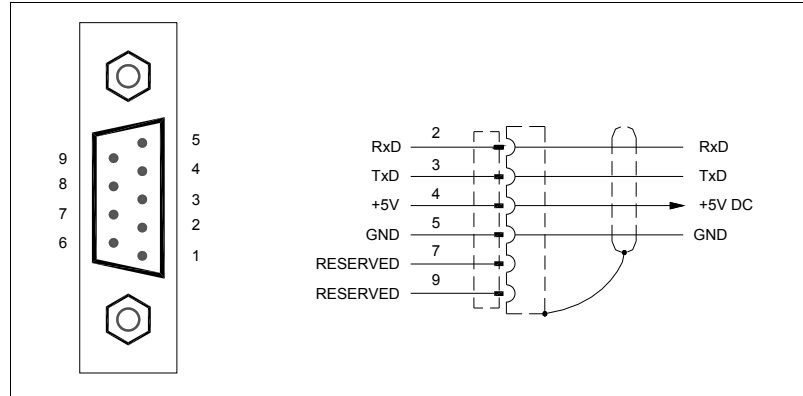 5
9
4
8
3
7
2
6
1
RxD 2 RxD
TxD 3 TxD
+5V 4 +5V DC
GND 5 GND
RESERVED 7
RESERVED 9